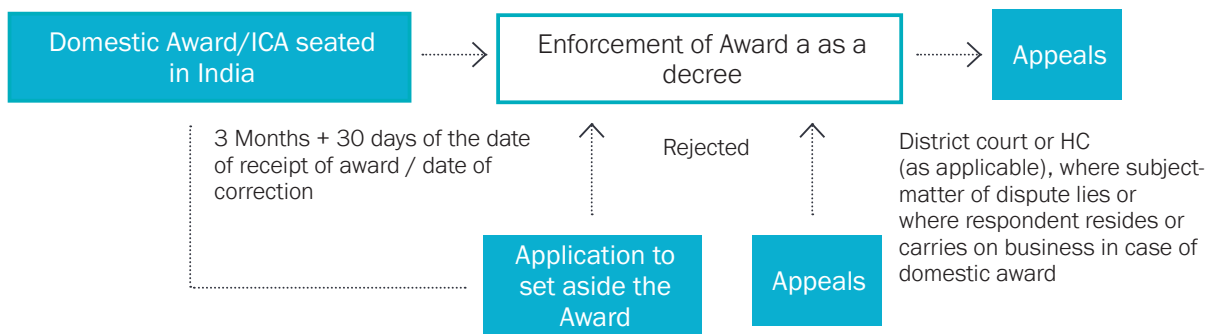 Domestic Award/ICA seated
in India
Enforcement of Award a as a
decree
Appeals
3 Months + 30 days of the date
of receipt of award / date of
correction
Rejected
District court or HC
(as applicable), where subject-
matter of dispute lies or
where respondent resides or
carries on business in case of
domestic award
Application to
set aside the
Award
Appeals